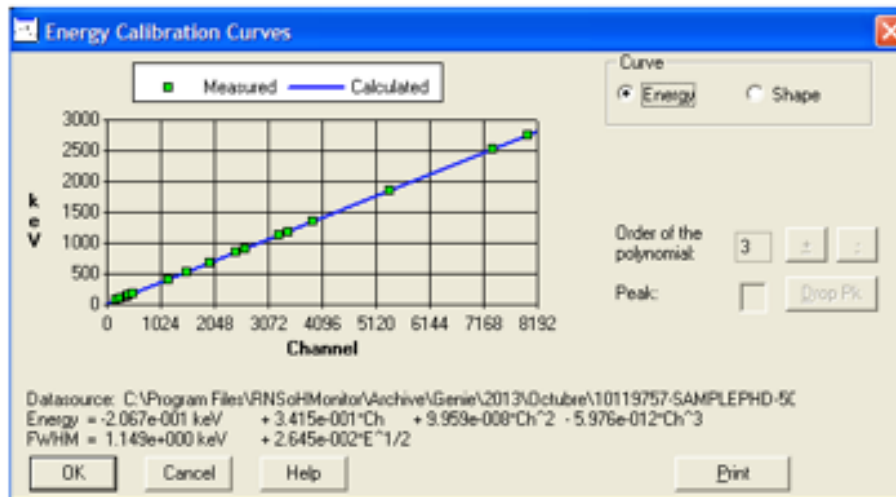 Energy Calibration Curves
Measured Calculated
Curve
Energy Shape
3000
2500
2000
1500
1000
500
0
keV
0 1024 2048 3072 4096 5120 6144 7168 8192
Channel
Order of the
polynomial: 3
Peak: Drop Pk
Datasource: C:\Program Files\RNSoHMonitor\Archive\Genie\2013\Octubre\10119757-SAMPLEPHD-50
Energy = -2.067e-001 keV + 3.415e-001*Ch + 9.959e-008*Ch^2 - 5.976e-012*Ch^3
FWHM = 1.149e+000 keV + 2.645e-002*E^1/2
OK Cancel Help Print